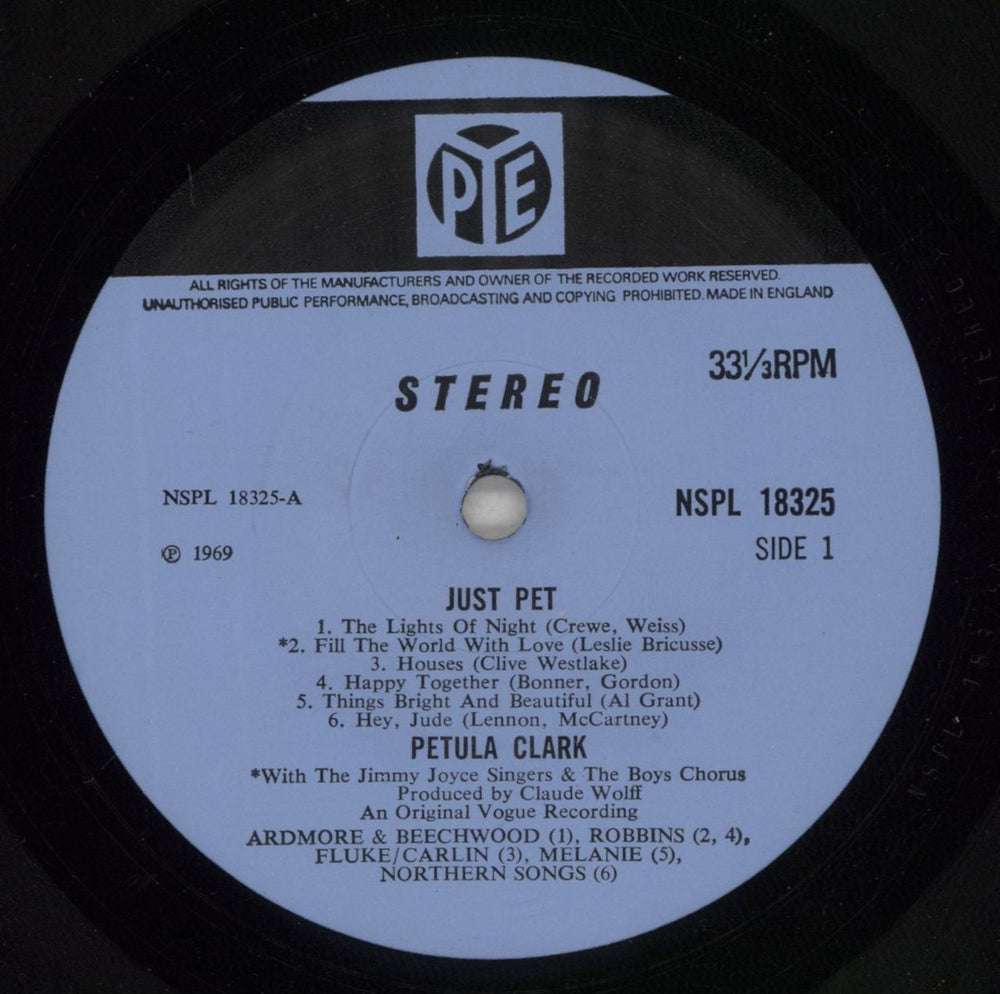 PYE
ALL RIGHTS OF THE MANUFACTURERS AND OWNER OF THE RECORDED WORK RESERVED.
UNAUTHORISED PUBLIC PERFORMANCE, BROADCASTING AND COPYING PROHIBITED. MADE IN ENGLAND
33⅓RPM
STEREO
NSPL 18325-A
NSPL 18325
℗ 1969
SIDE 1
JUST PET
1. The Lights Of Night (Crewe, Weiss)
*2. Fill The World With Love (Leslie Bricusse)
3. Houses (Clive Westlake)
4. Happy Together (Bonner, Gordon)
5. Things Bright And Beautiful (Al Grant)
6. Hey, Jude (Lennon, McCartney)
PETULA CLARK
*With The Jimmy Joyce Singers & The Boys Chorus
Produced by Claude Wolff
An Original Vogue Recording
ARDMORE & BEECHWOOD (1), ROBBINS (2, 4),
FLUKE/CARLIN (3), MELANIE (5),
NORTHERN SONGS (6)